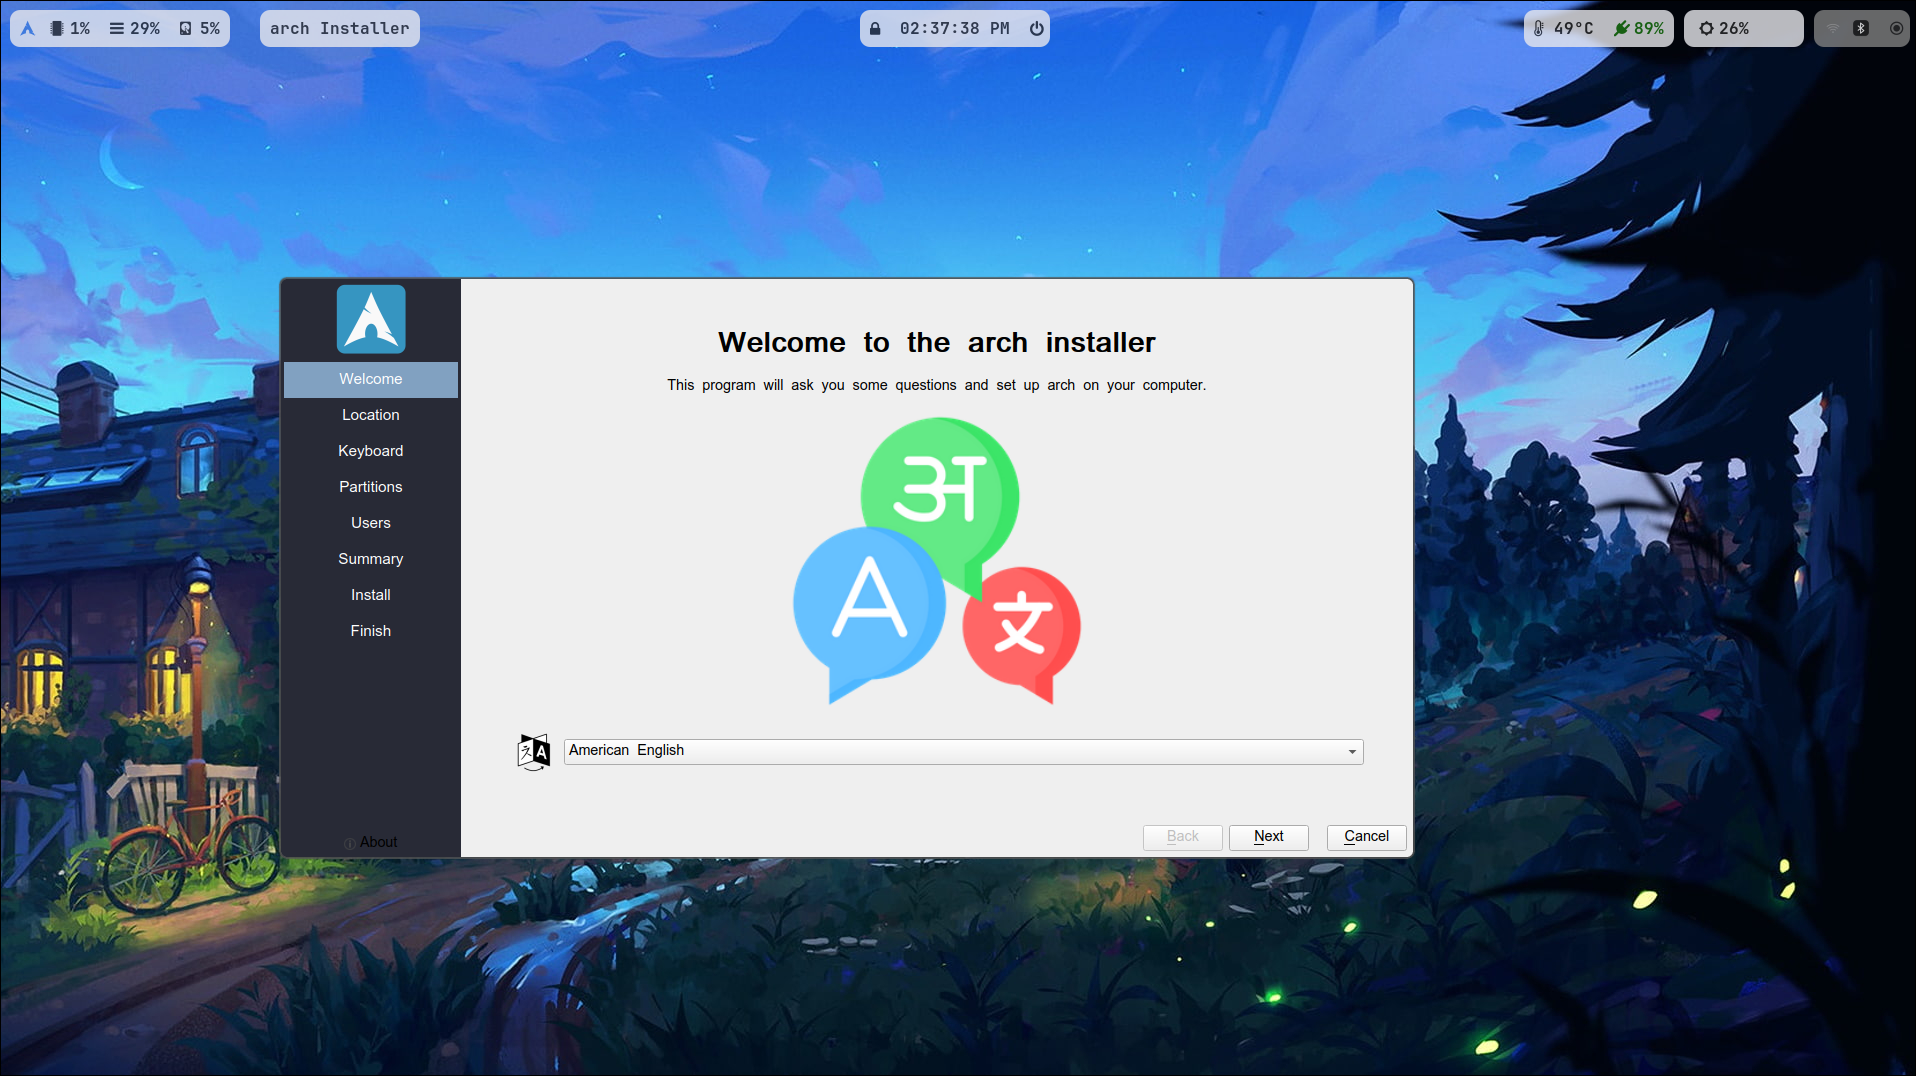 1% 29% 5% arch Installer 02:37:38 PM 49°C 89% 26%
Welcome
Location
Keyboard
Partitions
Users
Summary
Install
Finish
About
Welcome to the arch installer
This program will ask you some questions and set up arch on your computer.
अ
A
文
文 A
American English
Back Next Cancel